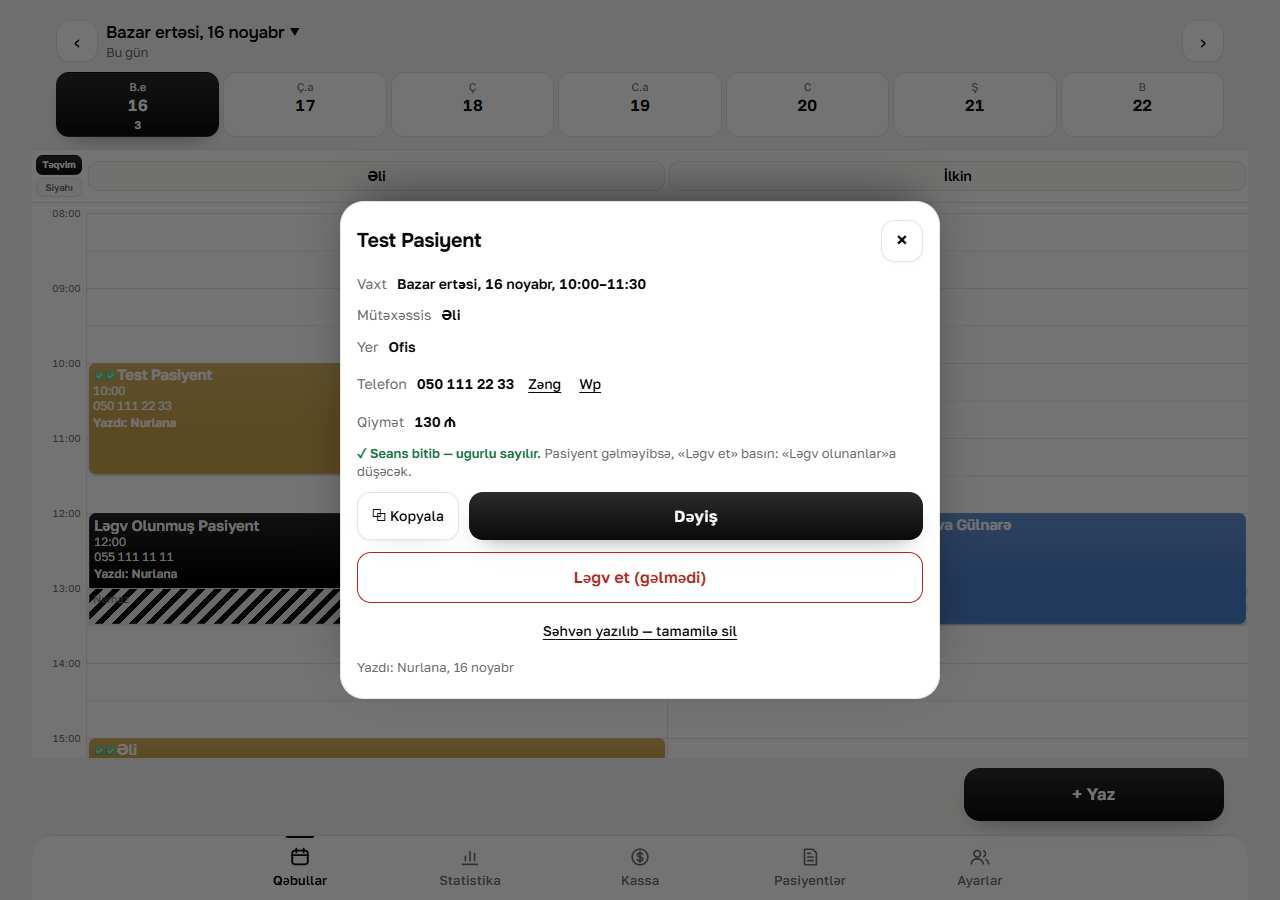 Bazar ertəsi, 16 noyabr ▼
Bu gün
B.e
16
3
Ç.a
17
Ç
18
C.a
19
C
20
Ş
21
B
22
Təqvim
Siyahı
Əli
İlkin
08:00
09:00
10:00
11:00
12:00
13:00
14:00
15:00
Test Pasiyent
10:00
050 111 22 33
Yazdı: Nurlana
Ləgv Olunmuş Pasiyent
12:00
055 111 11 11
Yazdı: Nurlana
va Gülnarə
Əli
Test Pasiyent
×
Vaxt Bazar ertəsi, 16 noyabr, 10:00–11:30
Mütəxəssis Əli
Yer Ofis
Telefon 050 111 22 33 Zəng Wp
Qiymət 130 ₼
✓ Seans bitib — ugurlu sayılır. Pasiyent gəlməyibsə, «Ləgv et» basın: «Ləgv olunanlar»a
düşəcək.
Kopyala
Dəyiş
Ləgv et (gəlmədi)
Səhvən yazılıb — tamamilə sil
Yazdı: Nurlana, 16 noyabr
+ Yaz
Qəbullar
Statistika
Kassa
Pasiyentlər
Ayarlar